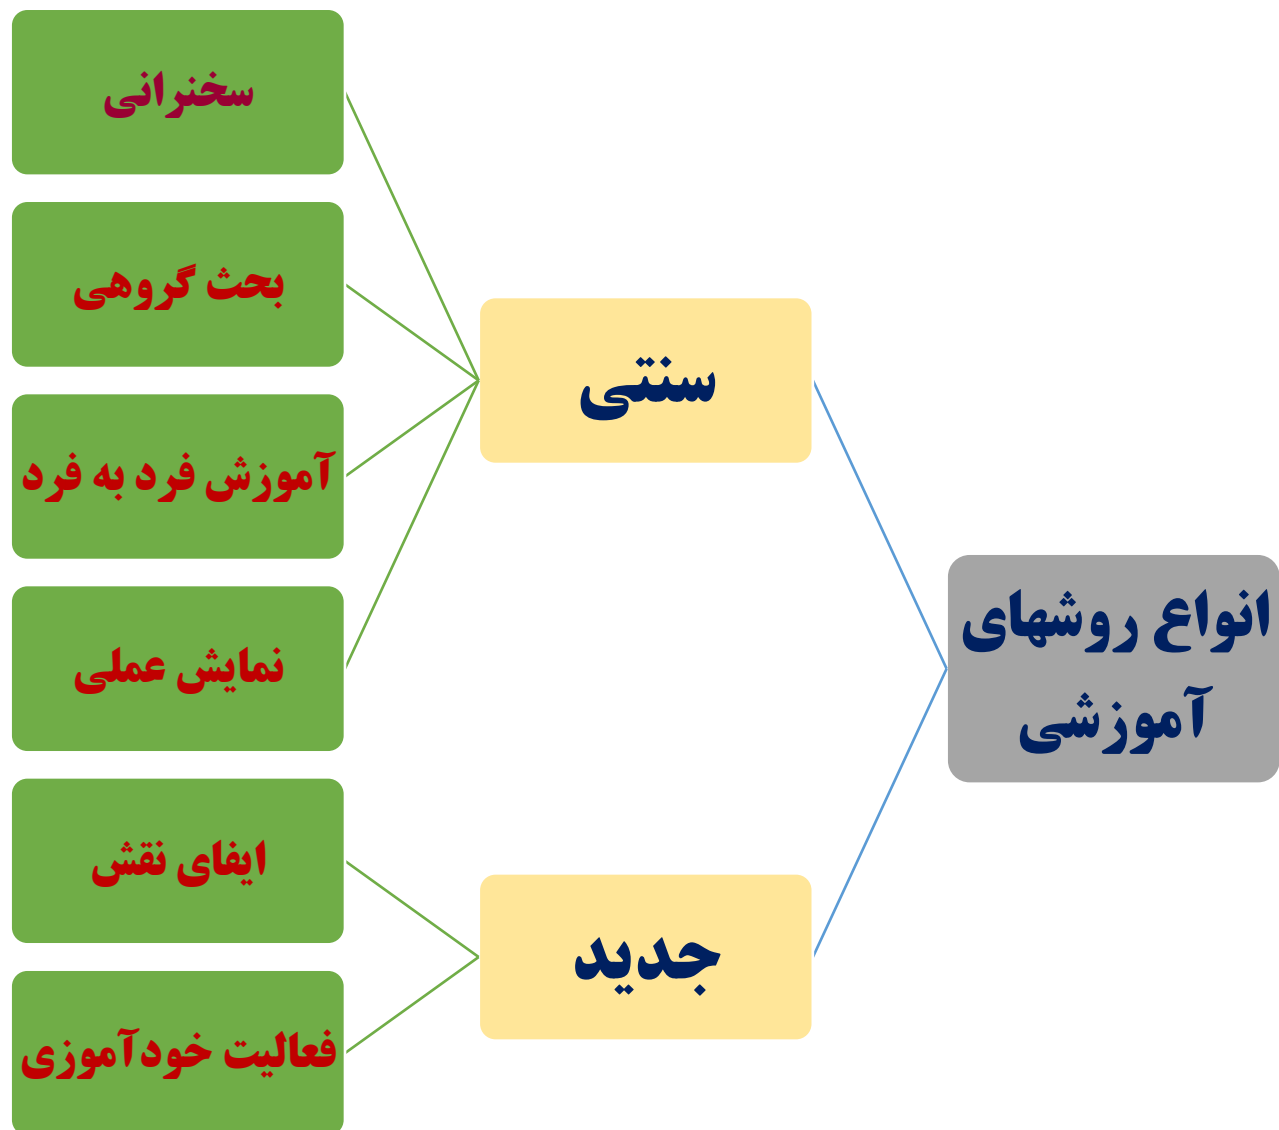 انواع روشهای
آموزشی
سنتی
سخنرانی
بحث گروهی
آموزش فرد به فرد
نمایش عملی
جدید
ایفای نقش
فعالیت خودآموزی